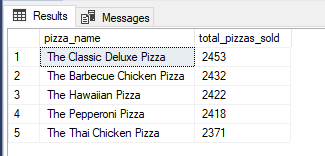 Results Messages
pizza_name total_pizzas_sold
1 The Classic Deluxe Pizza 2453
2 The Barbecue Chicken Pizza 2432
3 The Hawaiian Pizza 2422
4 The Pepperoni Pizza 2418
5 The Thai Chicken Pizza 2371